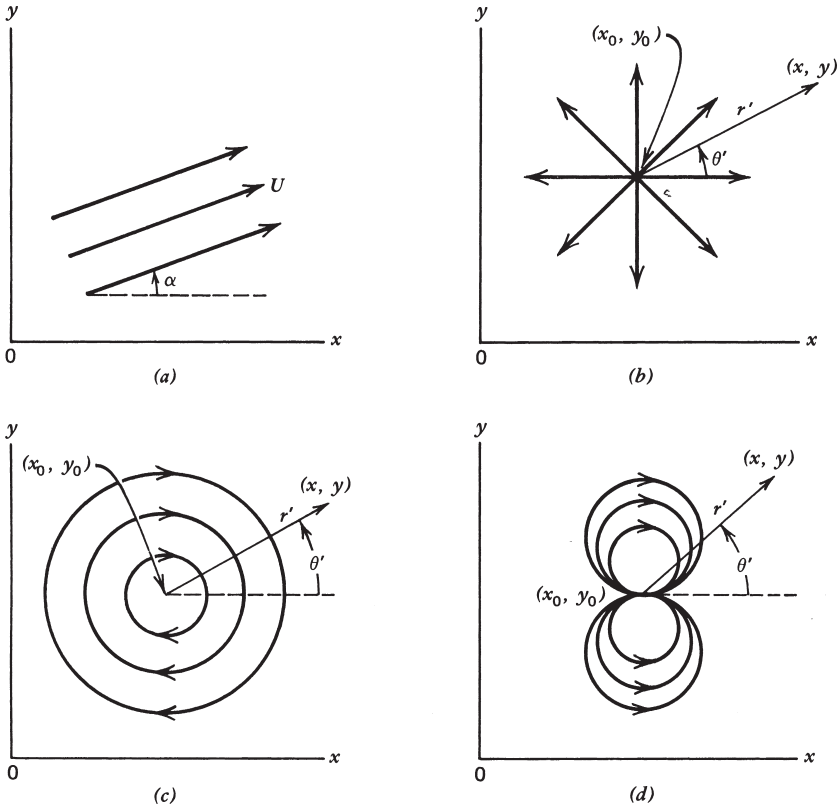 y
U
α
0
x
(a)
y
(x₀, y₀)
(x, y)
r'
θ'
0
x
(b)
y
(x₀, y₀)
(x, y)
r'
θ'
0
x
(c)
y
(x, y)
r'
θ'
(x₀, y₀)
0
x
(d)